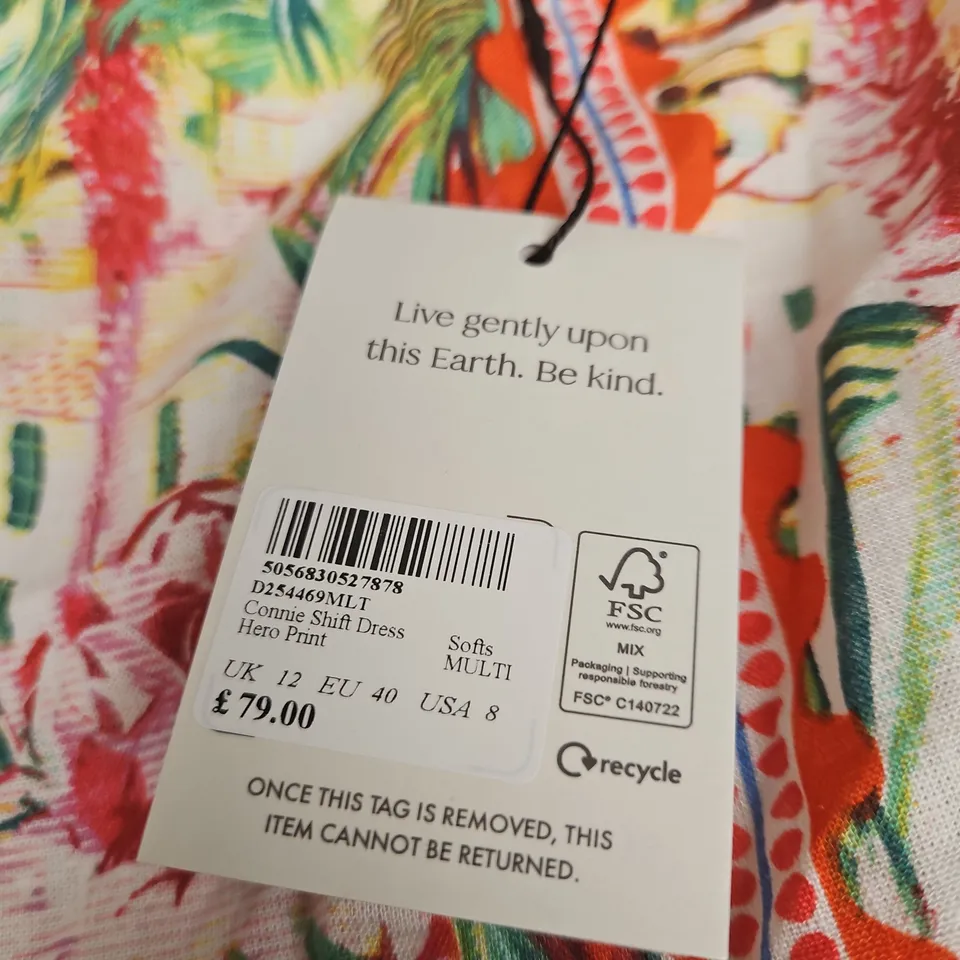 Live gently upon
this Earth. Be kind.
5056830527878
D254469MLT
Connie Shift Dress
Hero Print
Softs
MULTI
UK 12 EU 40 USA 8
£ 79.00
FSC®
www.fsc.org
MIX
Packaging | Supporting
responsible forestry
FSC® C140722
recycle
ONCE THIS TAG IS REMOVED, THIS
ITEM CANNOT BE RETURNED.